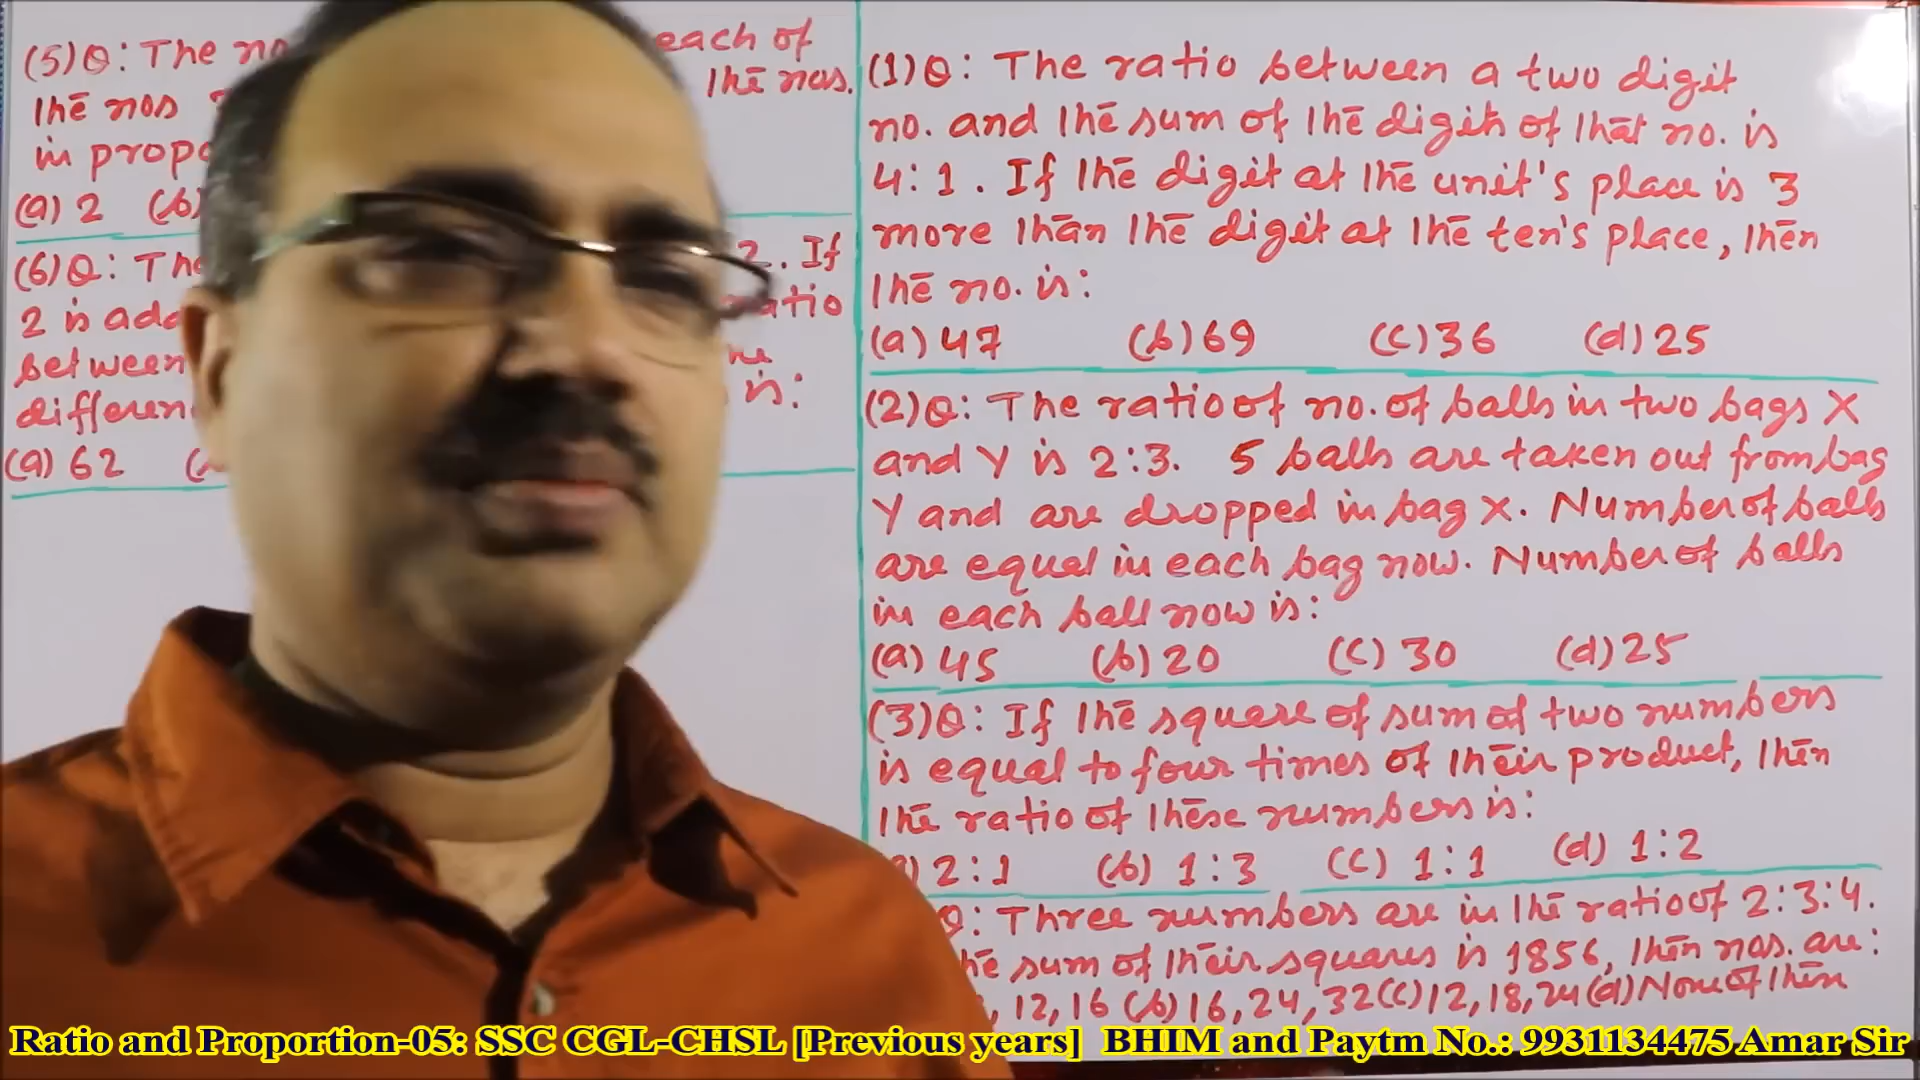 (5)Q: The no each of
the nos the nos.
in propo
(a) 2 (b)
(6)Q: The 2. If
2 is add ratio
between
differen is:
(a) 62
(1)Q: The ratio between a two digit
no. and the sum of the digits of that no. is
4:1. If the digit at the unit's place is 3
more than the digit at the ten's place, then
the no. is:
(a) 47 (b) 69 (c) 36 (d) 25
(2)Q: The ratio of no. of balls in two bags X
and Y is 2:3. 5 balls are taken out from bag
Y and are dropped in bag X. Number of balls
are equal in each bag now. Number of balls
in each ball now is:
(a) 45 (b) 20 (c) 30 (d) 25
(3)Q: If the square of sum of two numbers
is equal to four times of their product, then
the ratio of these numbers is:
) 2:1 (b) 1:3 (c) 1:1 (d) 1:2
Q: Three numbers are in the ratio of 2:3:4.
the sum of their squares is 1856, then nos. are:
, 12, 16 (b) 16, 24, 32 (c) 12, 18, 24 (d) None of then
Ratio and Proportion-05: SSC CGL-CHSL [Previous years] BHIM and Paytm No.: 9931134475 Amar Sir